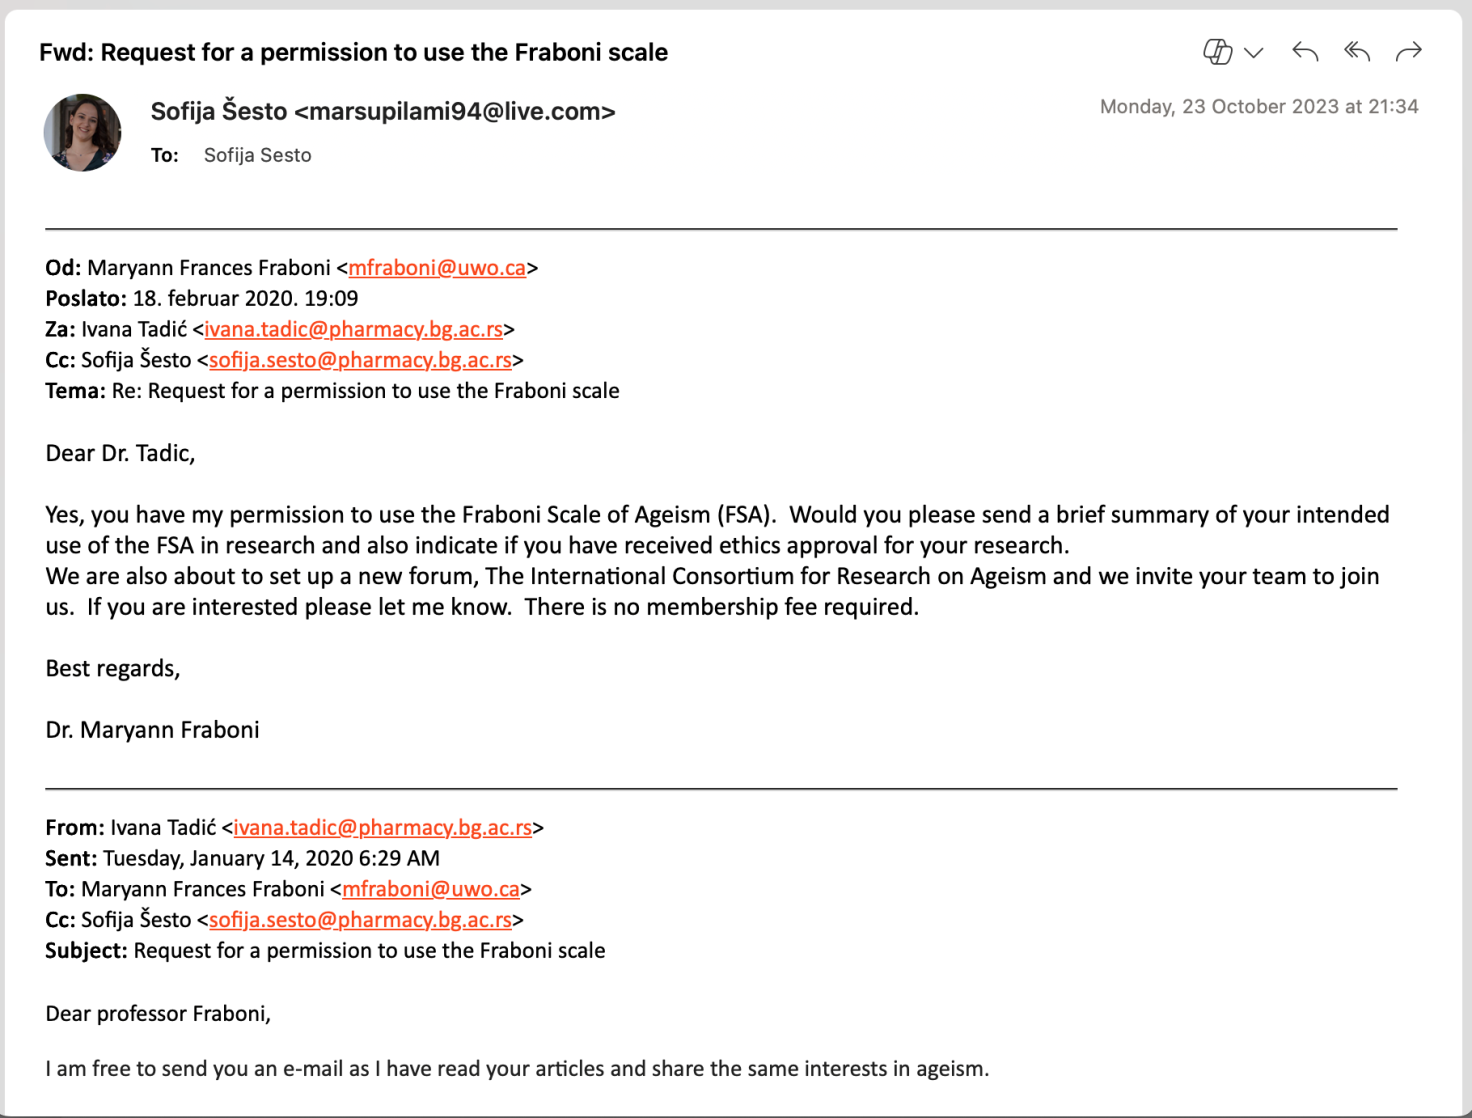 Fwd: Request for a permission to use the Fraboni scale
Sofija Šesto <marsupilami94@live.com>
Monday, 23 October 2023 at 21:34
To: Sofija Sesto
Od: Maryann Frances Fraboni <mfraboni@uwo.ca>
Poslato: 18. februar 2020. 19:09
Za: Ivana Tadić <ivana.tadic@pharmacy.bg.ac.rs>
Cc: Sofija Šesto <sofija.sesto@pharmacy.bg.ac.rs>
Tema: Re: Request for a permission to use the Fraboni scale
Dear Dr. Tadic,
Yes, you have my permission to use the Fraboni Scale of Ageism (FSA).  Would you please send a brief summary of your intended
use of the FSA in research and also indicate if you have received ethics approval for your research.
We are also about to set up a new forum, The International Consortium for Research on Ageism and we invite your team to join
us.  If you are interested please let me know.  There is no membership fee required.
Best regards,
Dr. Maryann Fraboni
From: Ivana Tadić <ivana.tadic@pharmacy.bg.ac.rs>
Sent: Tuesday, January 14, 2020 6:29 AM
To: Maryann Frances Fraboni <mfraboni@uwo.ca>
Cc: Sofija Šesto <sofija.sesto@pharmacy.bg.ac.rs>
Subject: Request for a permission to use the Fraboni scale
Dear professor Fraboni,
I am free to send you an e-mail as I have read your articles and share the same interests in ageism.